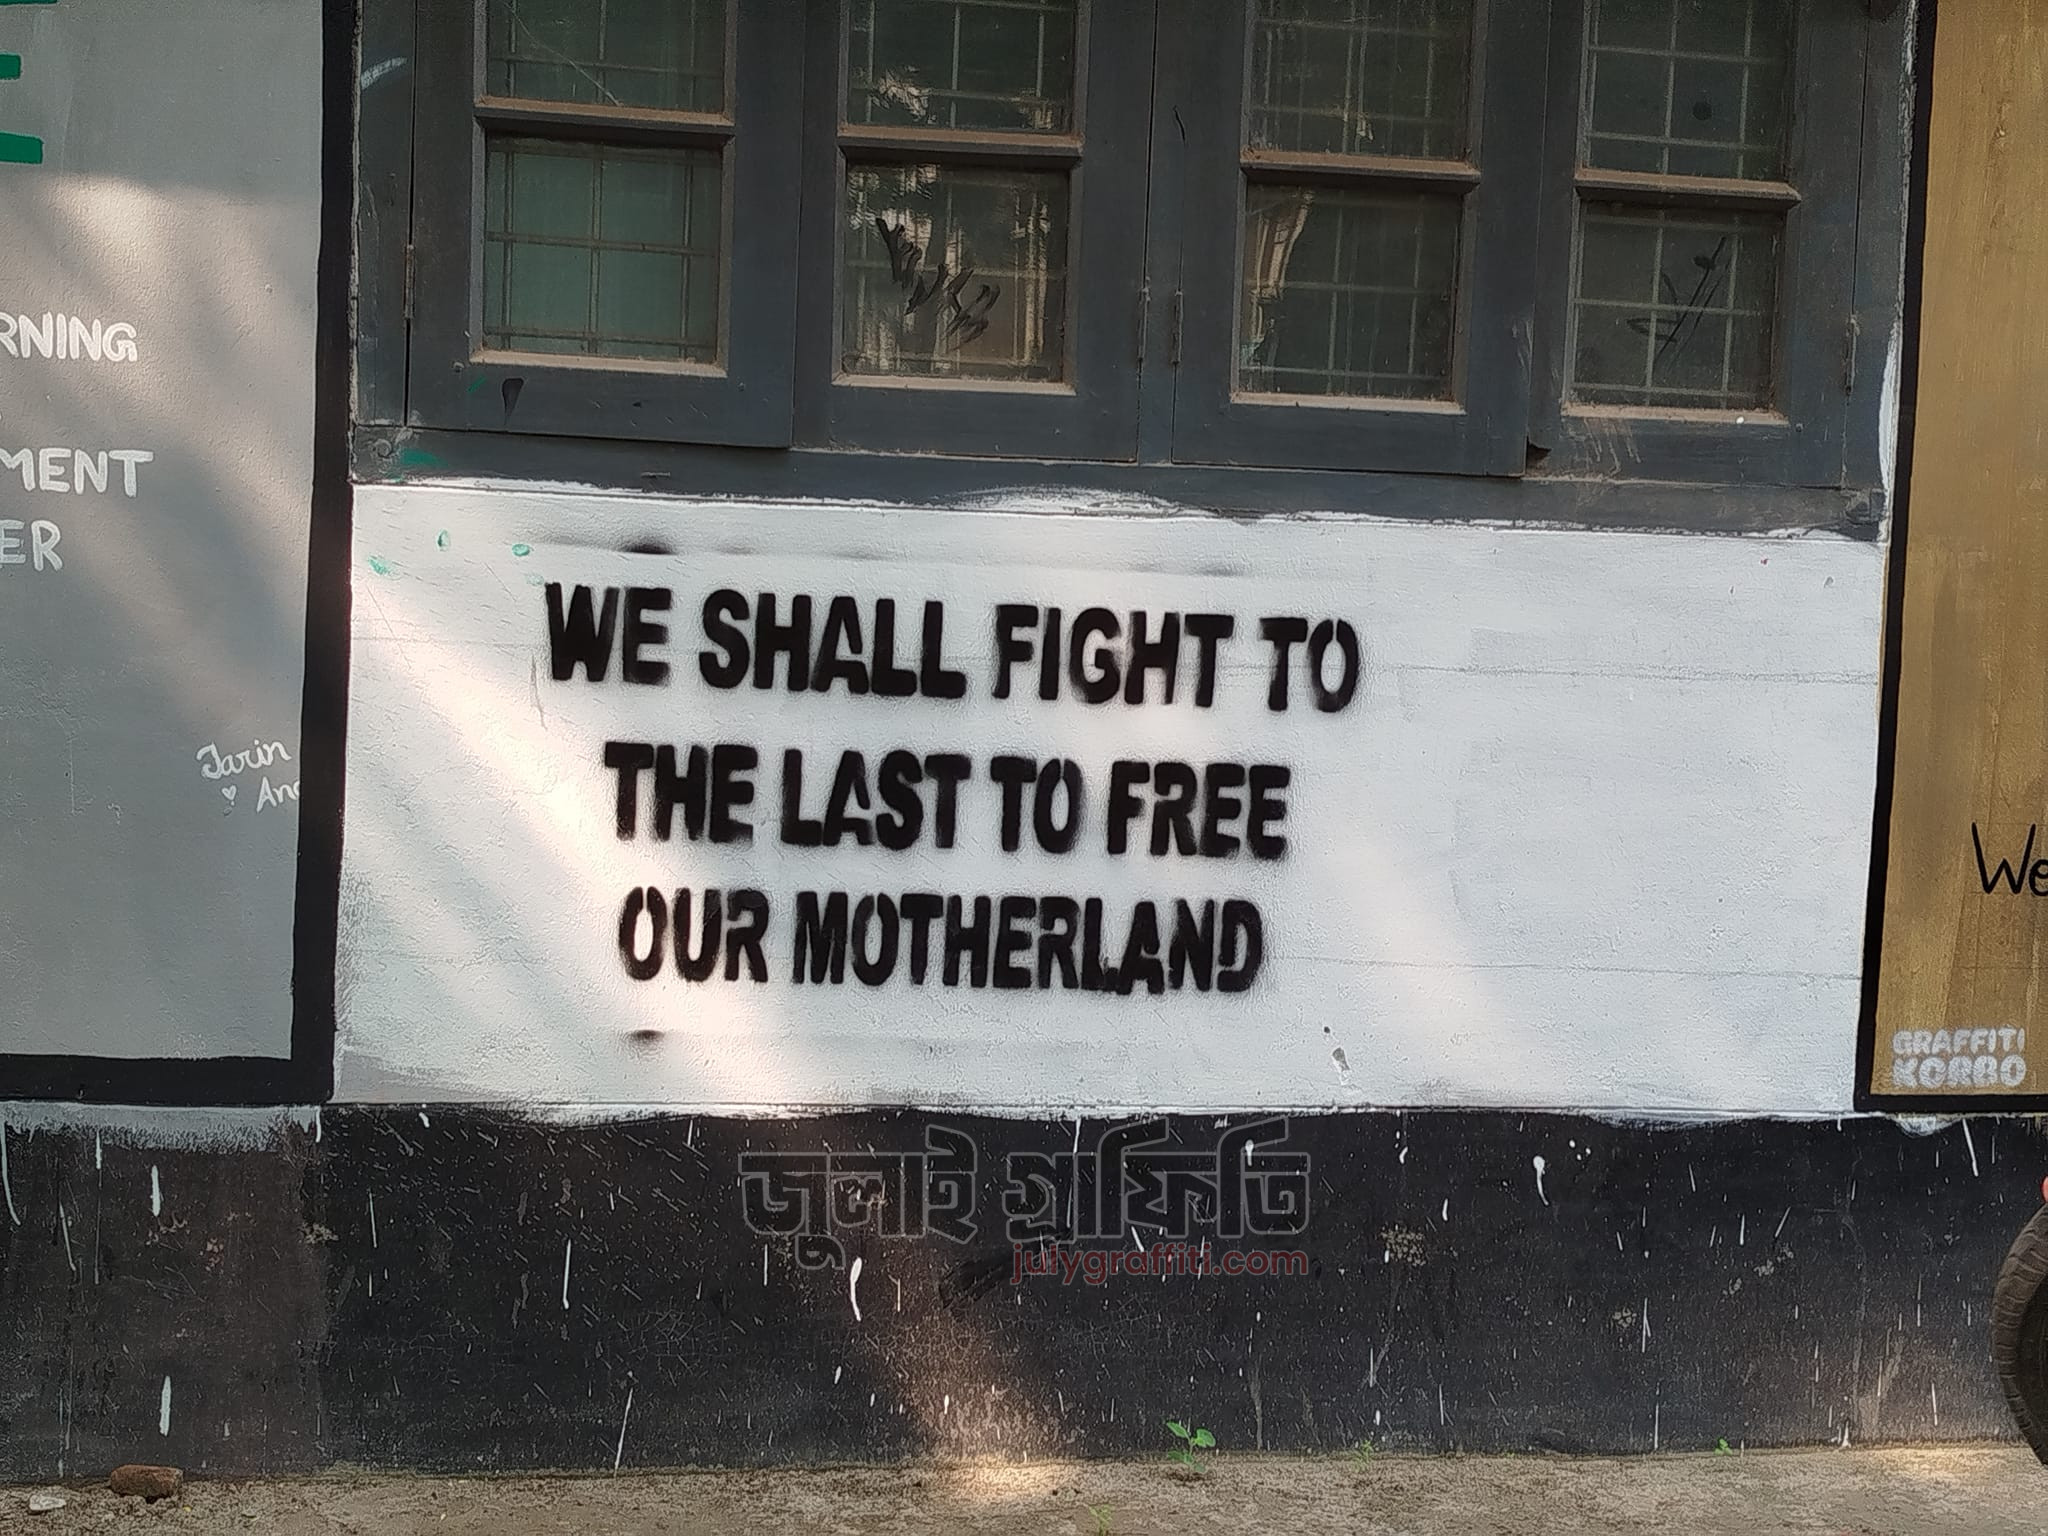 RNING
MENT
ER
Jarin
WE SHALL FIGHT TO
THE LAST TO FREE
OUR MOTHERLAND
We
GRAFFITI
KORBO
জুলাই গ্রাফিতি
julygraffiti.com